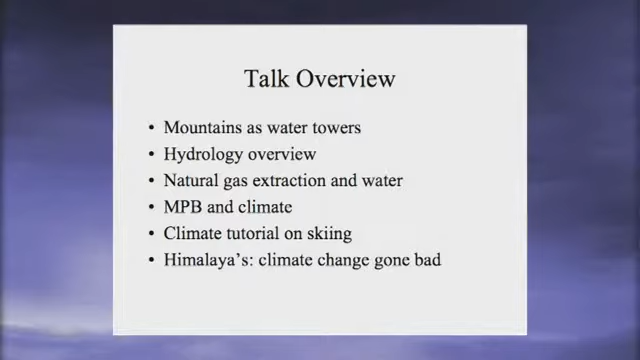 Talk Overview
• Mountains as water towers
• Hydrology overview
• Natural gas extraction and water
• MPB and climate
• Climate tutorial on skiing
• Himalaya's: climate change gone bad